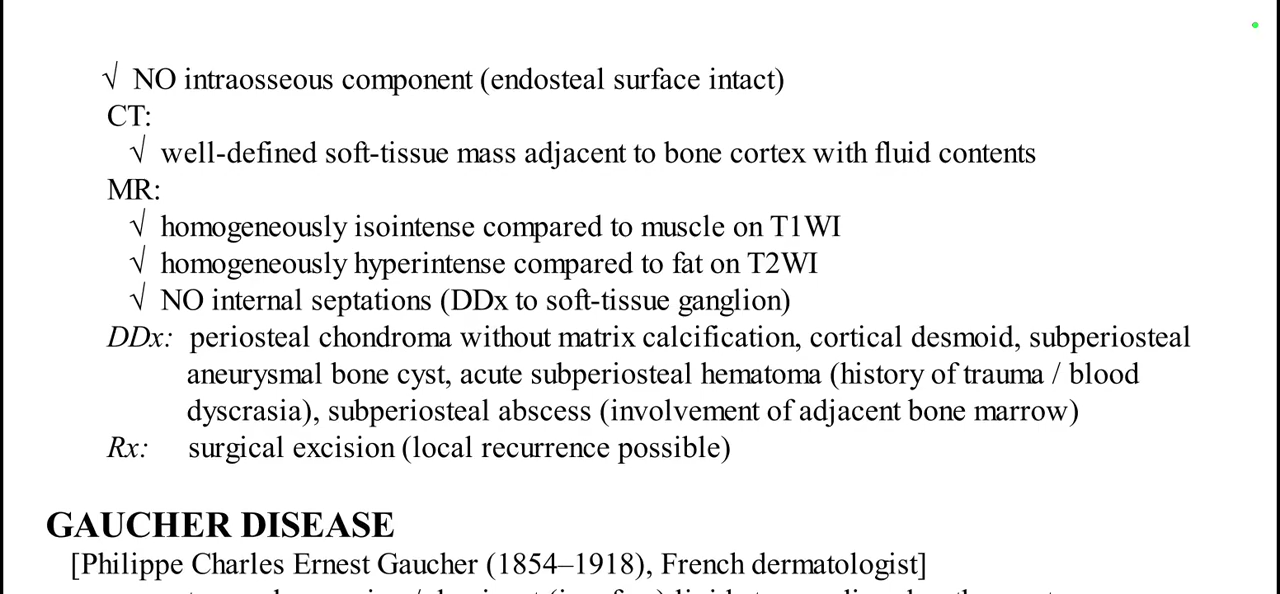 √ NO intraosseous component (endosteal surface intact)
CT:
√ well-defined soft-tissue mass adjacent to bone cortex with fluid contents
MR:
√ homogeneously isointense compared to muscle on T1WI
√ homogeneously hyperintense compared to fat on T2WI
√ NO internal septations (DDx to soft-tissue ganglion)
DDx: periosteal chondroma without matrix calcification, cortical desmoid, subperiosteal
aneurysmal bone cyst, acute subperiosteal hematoma (history of trauma / blood
dyscrasia), subperiosteal abscess (involvement of adjacent bone marrow)
Rx: surgical excision (local recurrence possible)
GAUCHER DISEASE
[Philippe Charles Ernest Gaucher (1854–1918), French dermatologist]